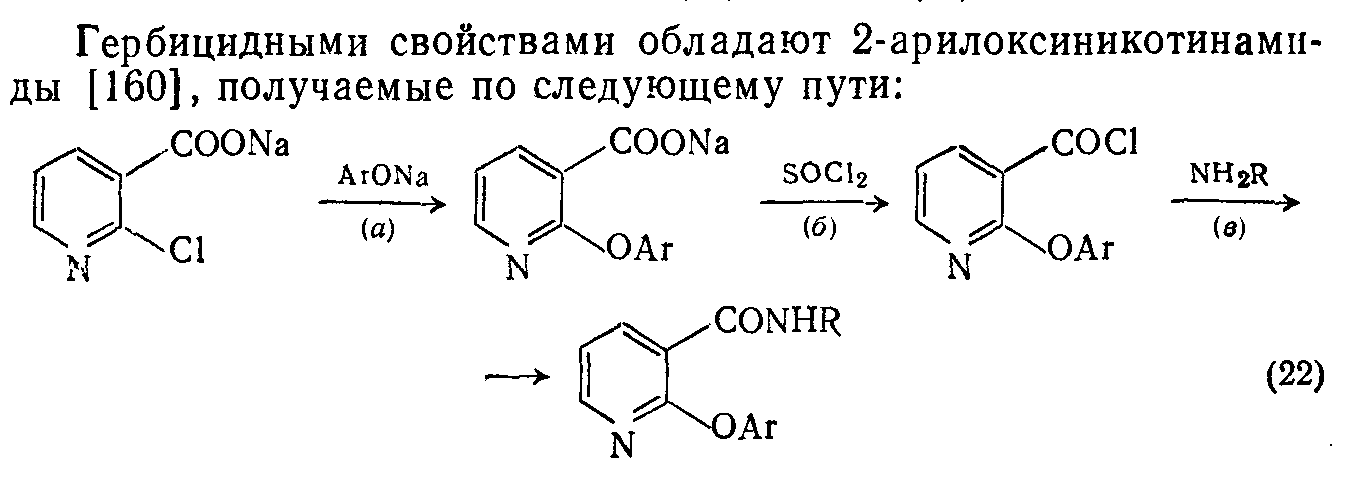 Гербицидными свойствами обладают 2-арилоксиникотинами-
ды [160], получаемые по следующему пути:
COONa COONa COCl
ArONa SOCl₂ NH₂R
(а) (б) (в)
Cl OAr OAr
N N N
CONHR
(22)
OAr
N